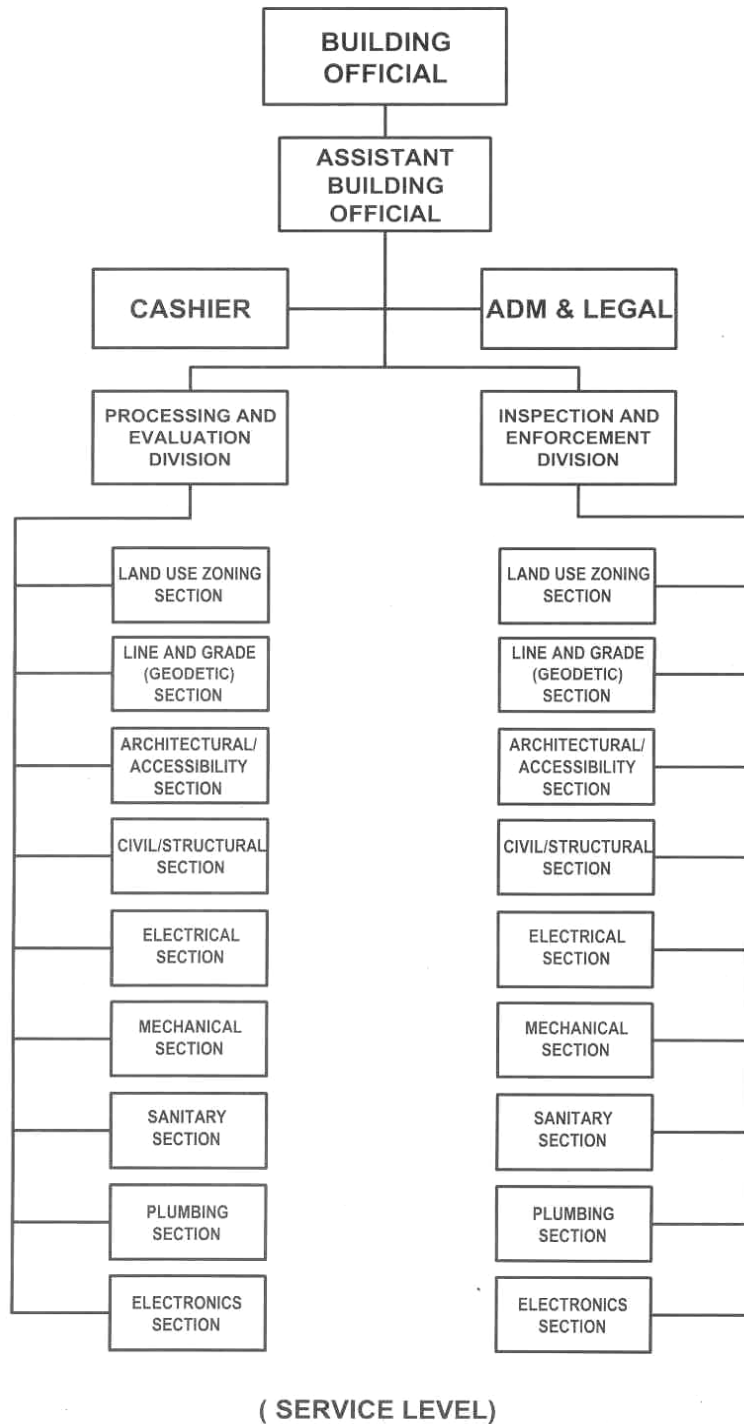 BUILDING
OFFICIAL
ASSISTANT
BUILDING
OFFICIAL
CASHIER
ADM & LEGAL
PROCESSING AND
EVALUATION
DIVISION
INSPECTION AND
ENFORCEMENT
DIVISION
LAND USE ZONING
SECTION
LINE AND GRADE
(GEODETIC)
SECTION
ARCHITECTURAL/
ACCESSIBILITY
SECTION
CIVIL/STRUCTURAL
SECTION
ELECTRICAL
SECTION
MECHANICAL
SECTION
SANITARY
SECTION
PLUMBING
SECTION
ELECTRONICS
SECTION
LAND USE ZONING
SECTION
LINE AND GRADE
(GEODETIC)
SECTION
ARCHITECTURAL/
ACCESSIBILITY
SECTION
CIVIL/STRUCTURAL
SECTION
ELECTRICAL
SECTION
MECHANICAL
SECTION
SANITARY
SECTION
PLUMBING
SECTION
ELECTRONICS
SECTION
( SERVICE LEVEL)